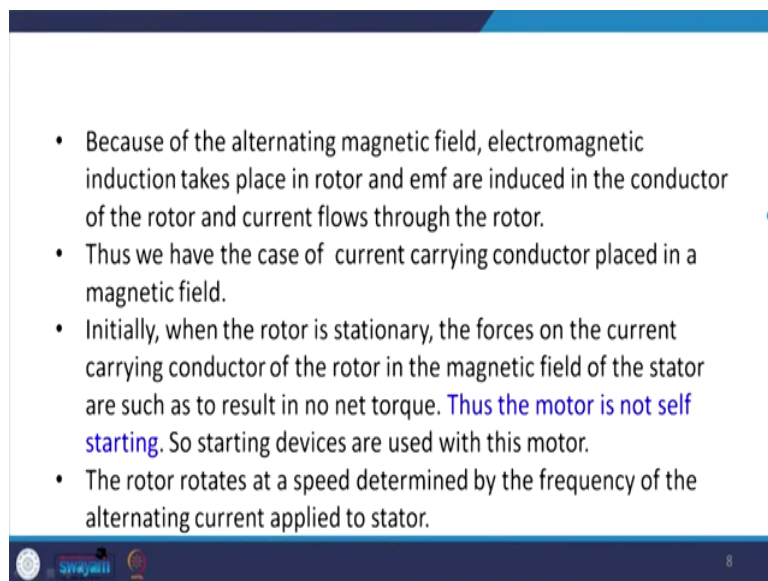 • Because of the alternating magnetic field, electromagnetic
induction takes place in rotor and emf are induced in the conductor
of the rotor and current flows through the rotor.
• Thus we have the case of  current carrying conductor placed in a
magnetic field.
• Initially, when the rotor is stationary, the forces on the current
carrying conductor of the rotor in the magnetic field of the stator
are such as to result in no net torque. Thus the motor is not self
starting. So starting devices are used with this motor.
• The rotor rotates at a speed determined by the frequency of the
alternating current applied to stator.
swayam
8